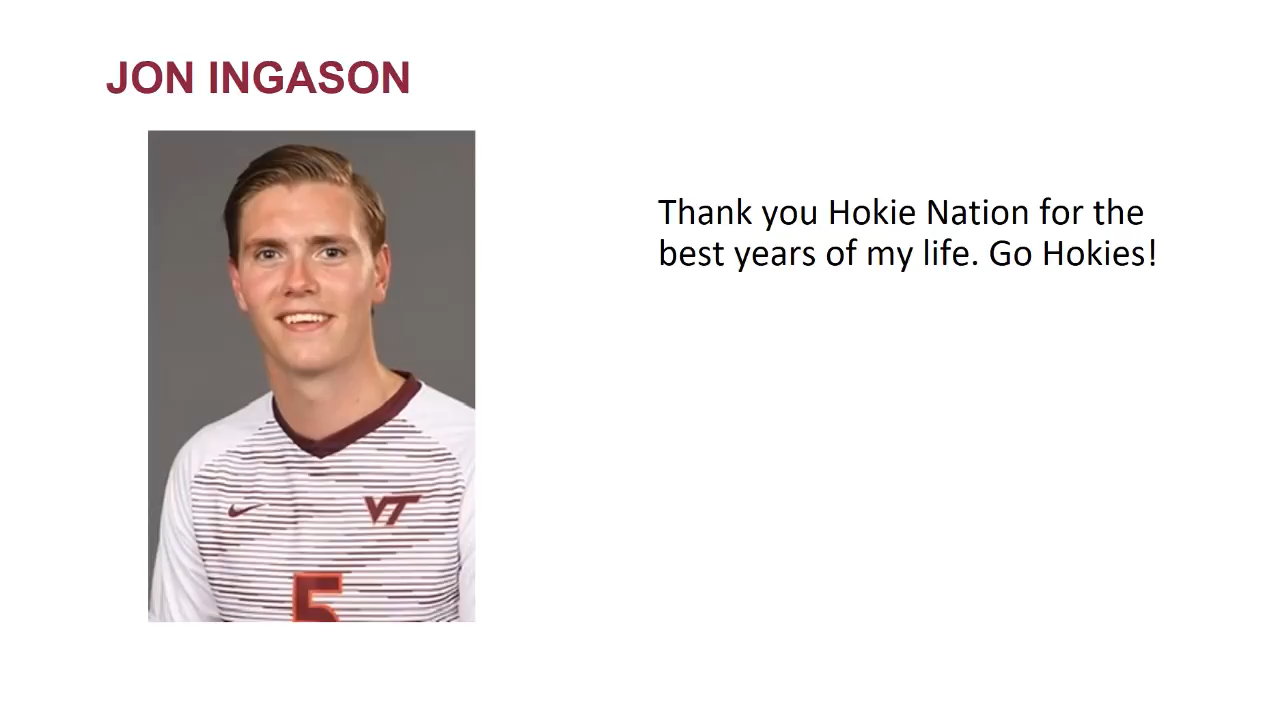 JON INGASON
Thank you Hokie Nation for the
best years of my life. Go Hokies!
VT
5